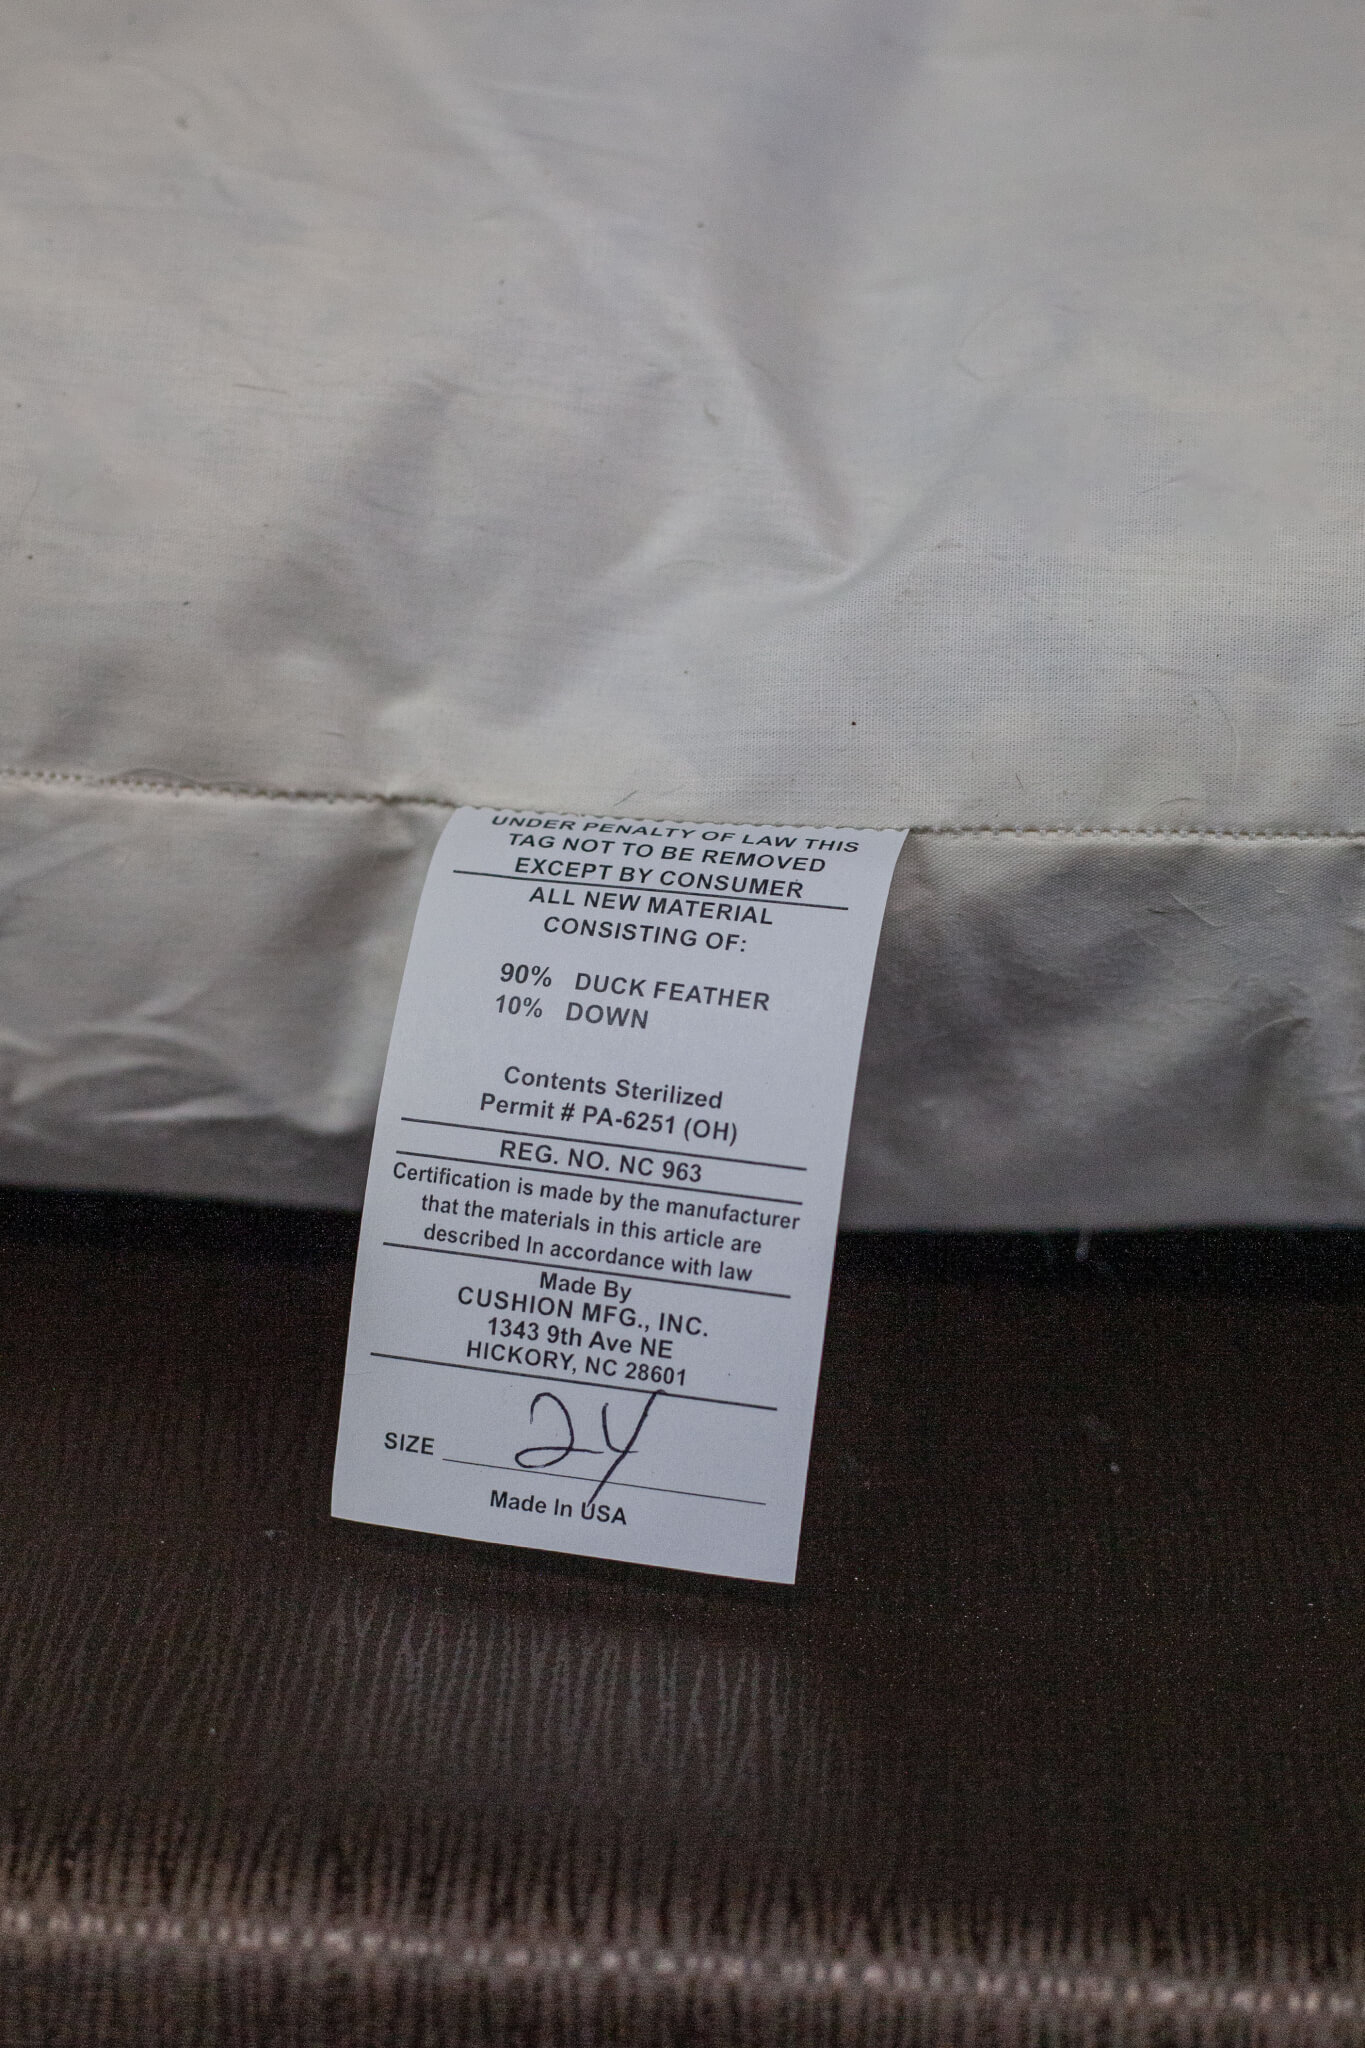 UNDER PENALTY OF LAW THIS
TAG NOT TO BE REMOVED
EXCEPT BY CONSUMER
ALL NEW MATERIAL
CONSISTING OF:
90% DUCK FEATHER
10% DOWN
Contents Sterilized
Permit # PA-6251 (OH)
REG. NO. NC 963
Certification is made by the manufacturer
that the materials in this article are
described In accordance with law
Made By
CUSHION MFG., INC.
1343 9th Ave NE
HICKORY, NC 28601
SIZE 24
Made In USA